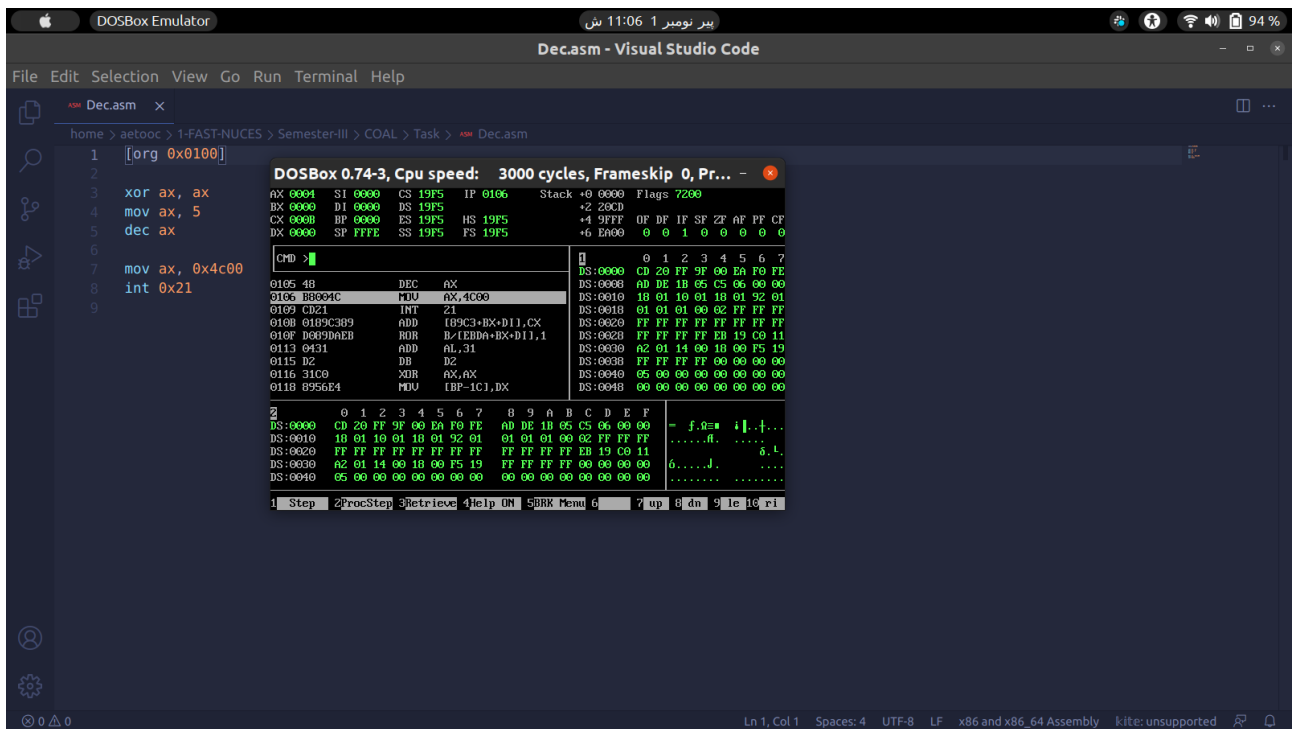 DOSBox Emulator
پیر نومبر 1 11:06 ش
94 %
Dec.asm - Visual Studio Code
File Edit Selection View Go Run Terminal Help
ASM Dec.asm
home > aetooc > 1-FAST-NUCES > Semester-III > COAL > Task > ASM Dec.asm
1 [org 0x0100]
2
3 xor ax, ax
4 mov ax, 5
5 dec ax
6
7 mov ax, 0x4c00
8 int 0x21
9
DOSBox 0.74-3, Cpu speed: 3000 cycles, Frameskip 0, Pr...
AX 0004 SI 0000 CS 19F5 IP 0106 Stack +0 0000 Flags 7200
BX 0000 DI 0000 DS 19F5 +2 20CD
CX 000B BP 0000 ES 19F5 HS 19F5 +4 9FFF OF DF IF SF ZF AF PF CF
DX 0000 SP FFFE SS 19F5 FS 19F5 +6 EA00 0 0 1 0 0 0 0 0
CMD >
0105 48 DEC AX
0106 B8004C MOV AX,4C00
0109 CD21 INT 21
010B 0189C389 ADD [89C3+BX+DI],CX
010F D089DAEB ROR B/[EBDA+BX+DI],1
0113 0431 ADD AL,31
0115 D2 DB D2
0116 31C0 XOR AX,AX
0118 8956E4 MOV [BP-1C],DX
1 0 1 2 3 4 5 6 7
DS:0000 CD 20 FF 9F 00 EA F0 FE
DS:0008 AD DE 1B 05 C5 06 00 00
DS:0010 18 01 10 01 18 01 92 01
DS:0018 01 01 01 00 02 FF FF FF
DS:0020 FF FF FF FF FF FF FF FF
DS:0028 FF FF FF FF EB 19 C0 11
DS:0030 A2 01 14 00 18 00 F5 19
DS:0038 FF FF FF FF 00 00 00 00
DS:0040 05 00 00 00 00 00 00 00
DS:0048 00 00 00 00 00 00 00 00
2 0 1 2 3 4 5 6 7 8 9 A B C D E F
DS:0000 CD 20 FF 9F 00 EA F0 FE AD DE 1B 05 C5 06 00 00
DS:0010 18 01 10 01 18 01 92 01 01 01 01 00 02 FF FF FF
DS:0020 FF FF FF FF FF FF FF FF FF FF FF FF EB 19 C0 11
DS:0030 A2 01 14 00 18 00 F5 19 FF FF FF FF 00 00 00 00
DS:0040 05 00 00 00 00 00 00 00 00 00 00 00 00 00 00 00
1 Step 2ProcStep 3Retrieve 4Help ON 5BRK Menu 6 7 up 8 dn 9 le 10 ri
0 0
Ln 1, Col 1 Spaces: 4 UTF-8 LF x86 and x86_64 Assembly kite: unsupported